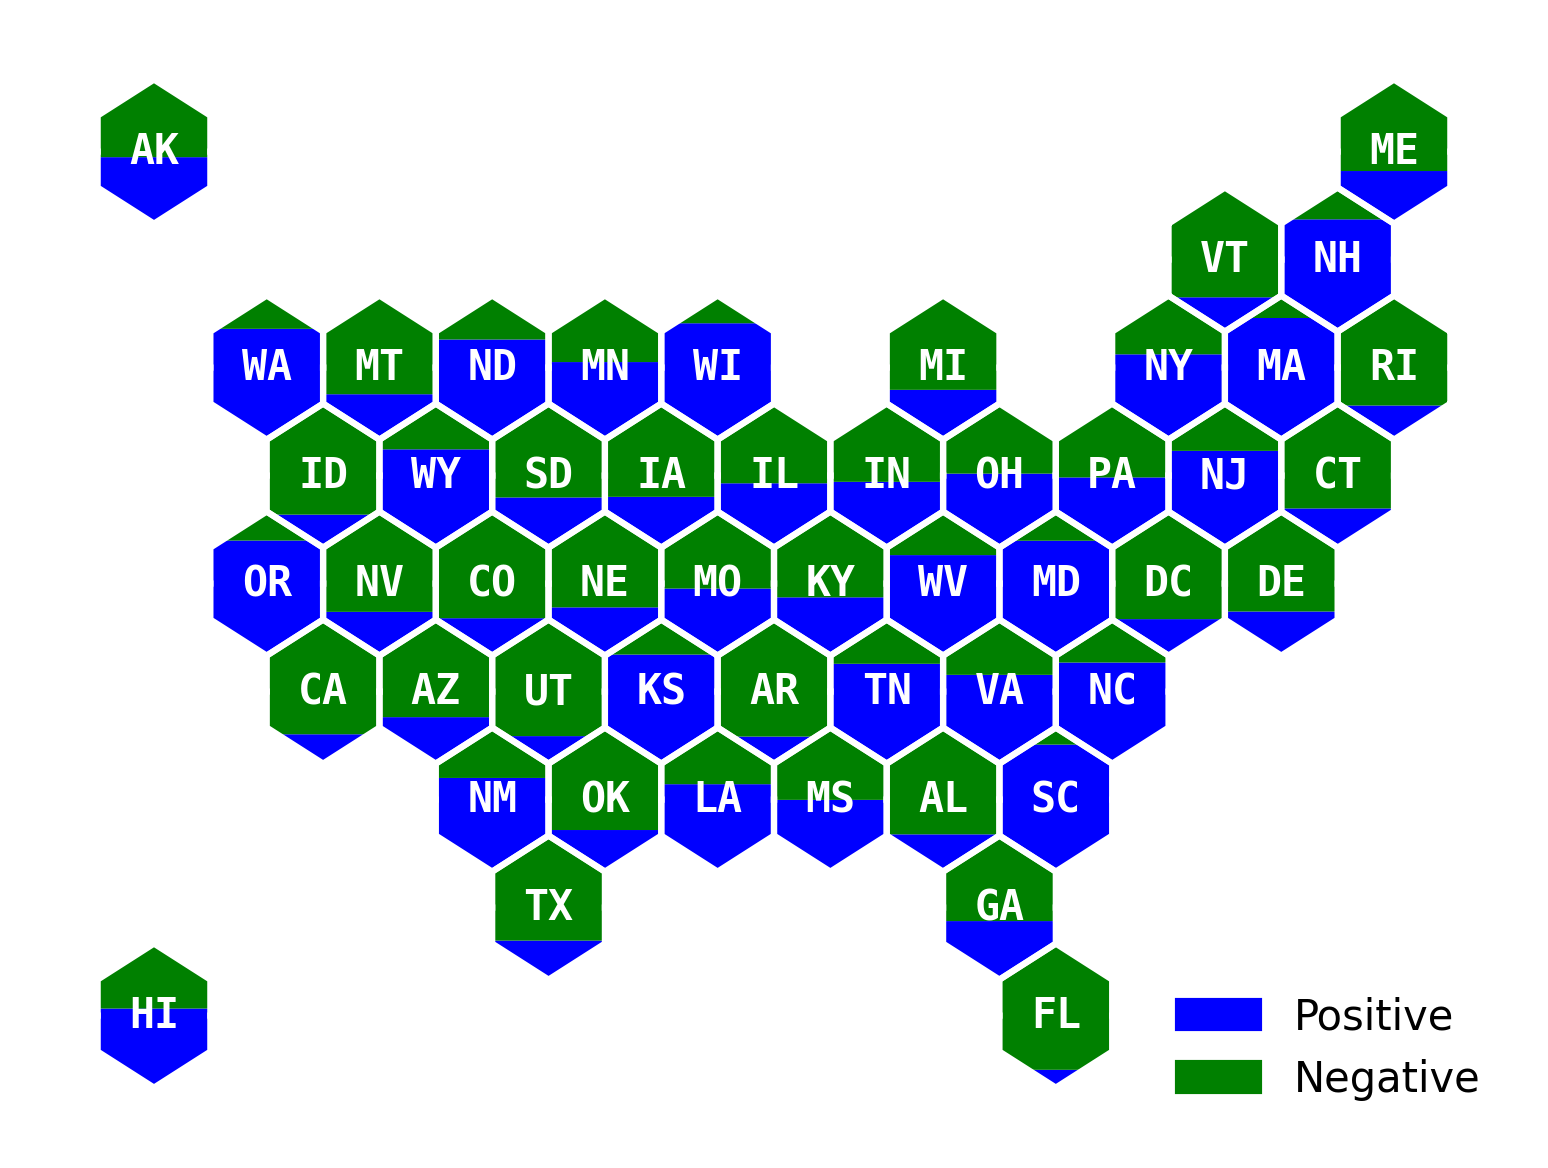 AK
ME
VT NH
WA MT ND MN WI MI NY MA RI
ID WY SD IA IL IN OH PA NJ CT
OR NV CO NE MO KY WV MD DC DE
CA AZ UT KS AR TN VA NC
NM OK LA MS AL SC
TX GA
HI FL
Positive
Negative